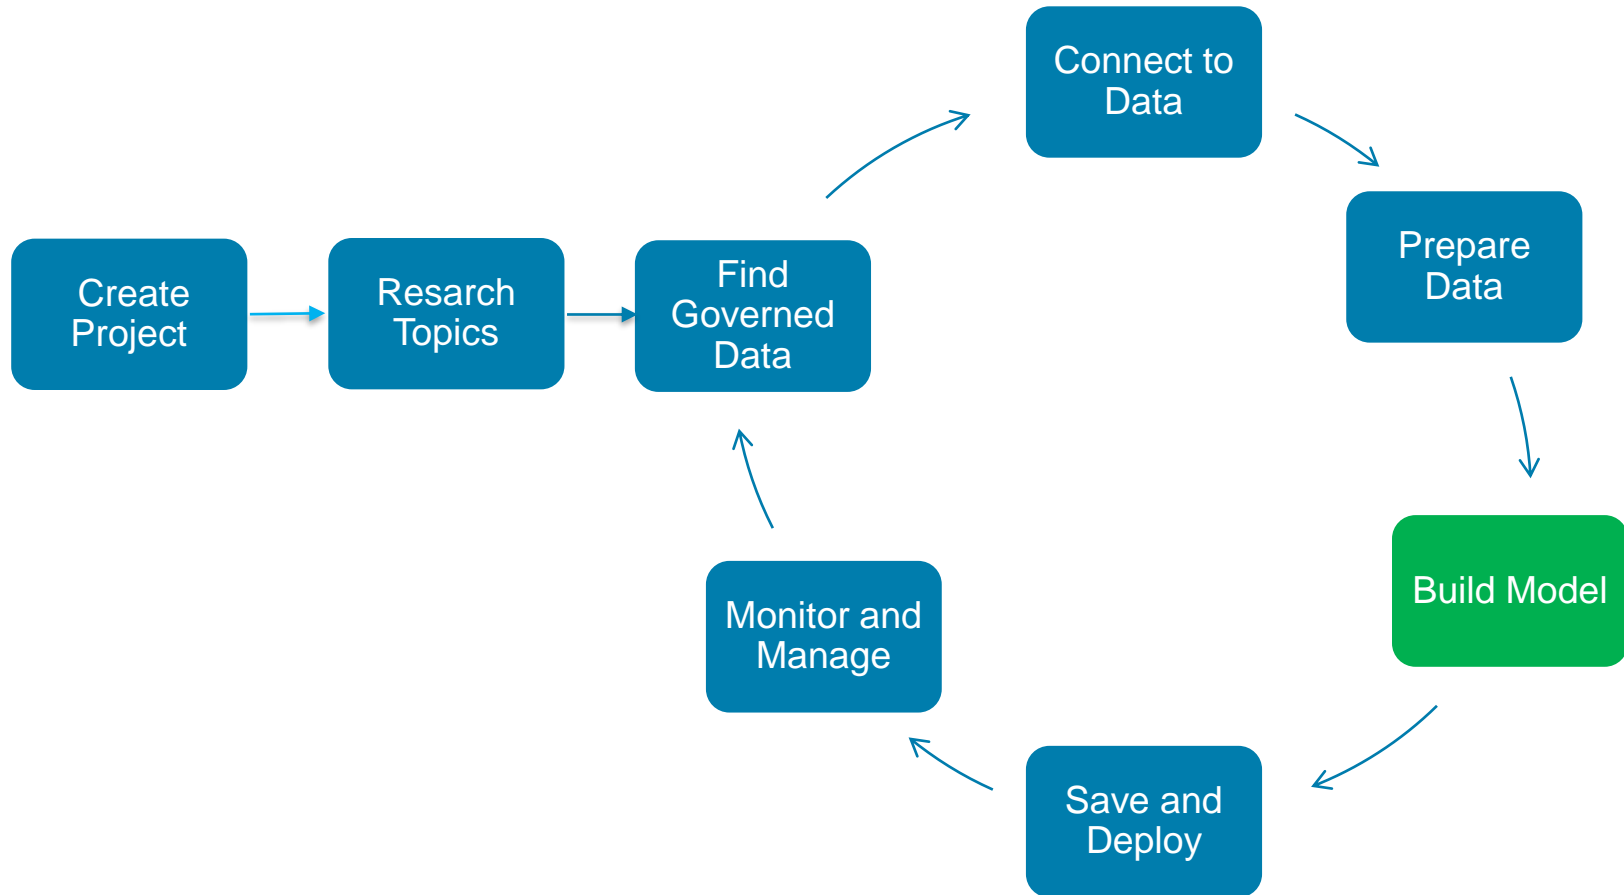 Create
Project
Resarch
Topics
Find
Governed
Data
Connect to
Data
Prepare
Data
Build Model
Save and
Deploy
Monitor and
Manage